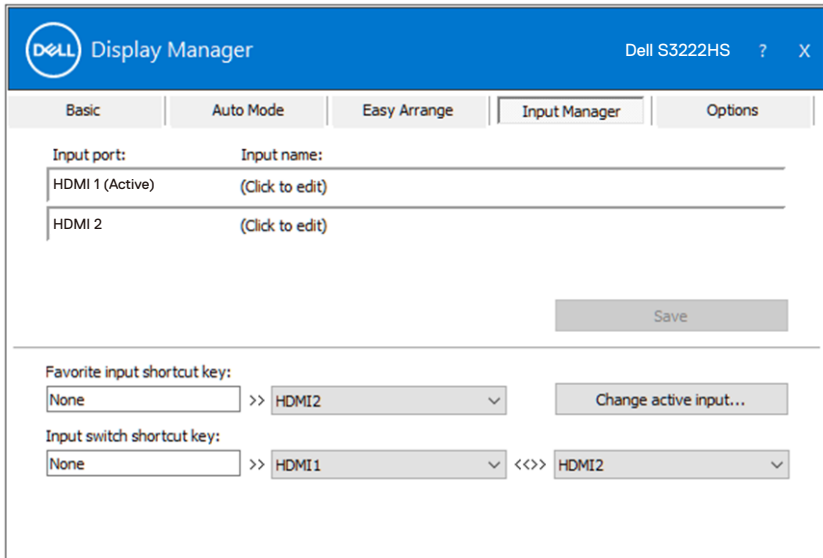 DELL Display Manager Dell S3222HS ? X
Basic Auto Mode Easy Arrange Input Manager Options
Input port: Input name:
HDMI 1 (Active) (Click to edit)
HDMI 2 (Click to edit)
Save
Favorite input shortcut key:
None >> HDMI2 Change active input...
Input switch shortcut key:
None >> HDMI1 <<>> HDMI2